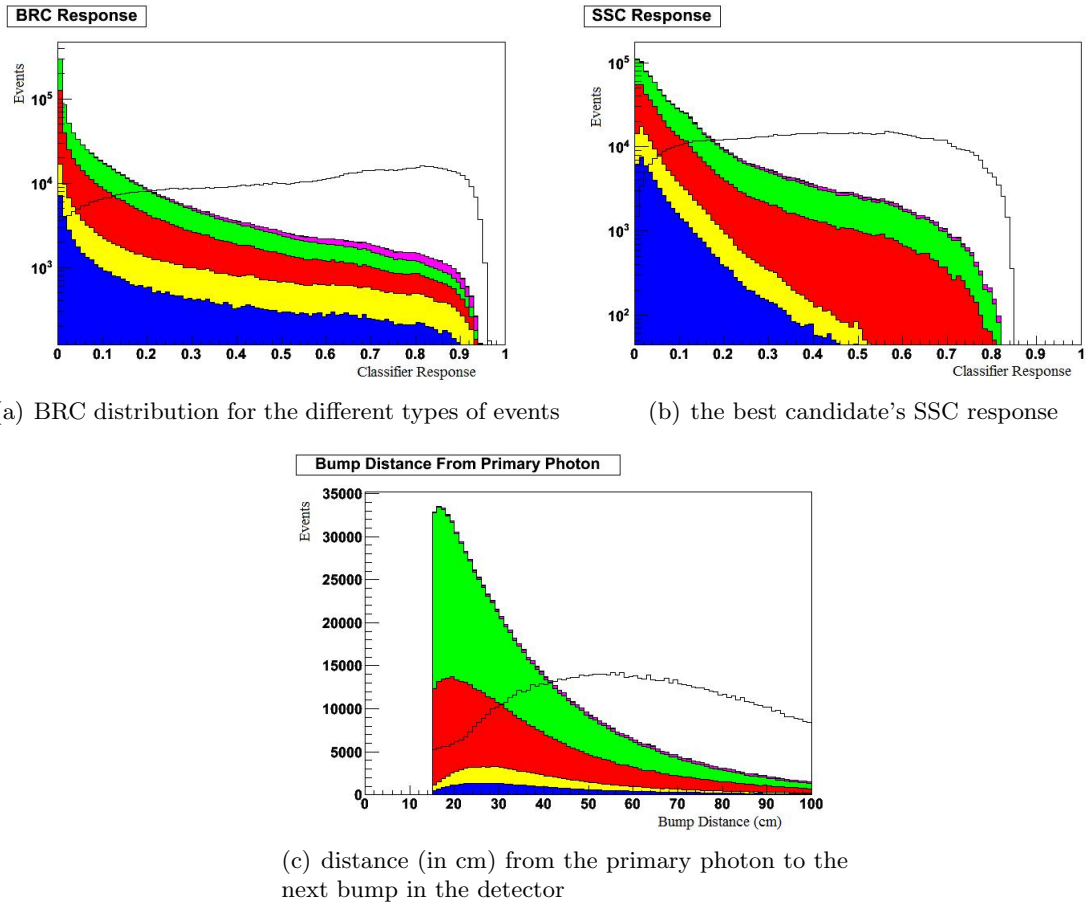 BRC Response
Events
10^5
10^4
10^3
0 0.1 0.2 0.3 0.4 0.5 0.6 0.7 0.8 0.9 1
Classifier Response
(a) BRC distribution for the different types of events
SSC Response
Events
10^5
10^4
10^3
10^2
0 0.1 0.2 0.3 0.4 0.5 0.6 0.7 0.8 0.9 1
Classifier Response
(b) the best candidate's SSC response
Bump Distance From Primary Photon
Events
35000
30000
25000
20000
15000
10000
5000
0
0 10 20 30 40 50 60 70 80 90 100
Bump Distance (cm)
(c) distance (in cm) from the primary photon to the
next bump in the detector